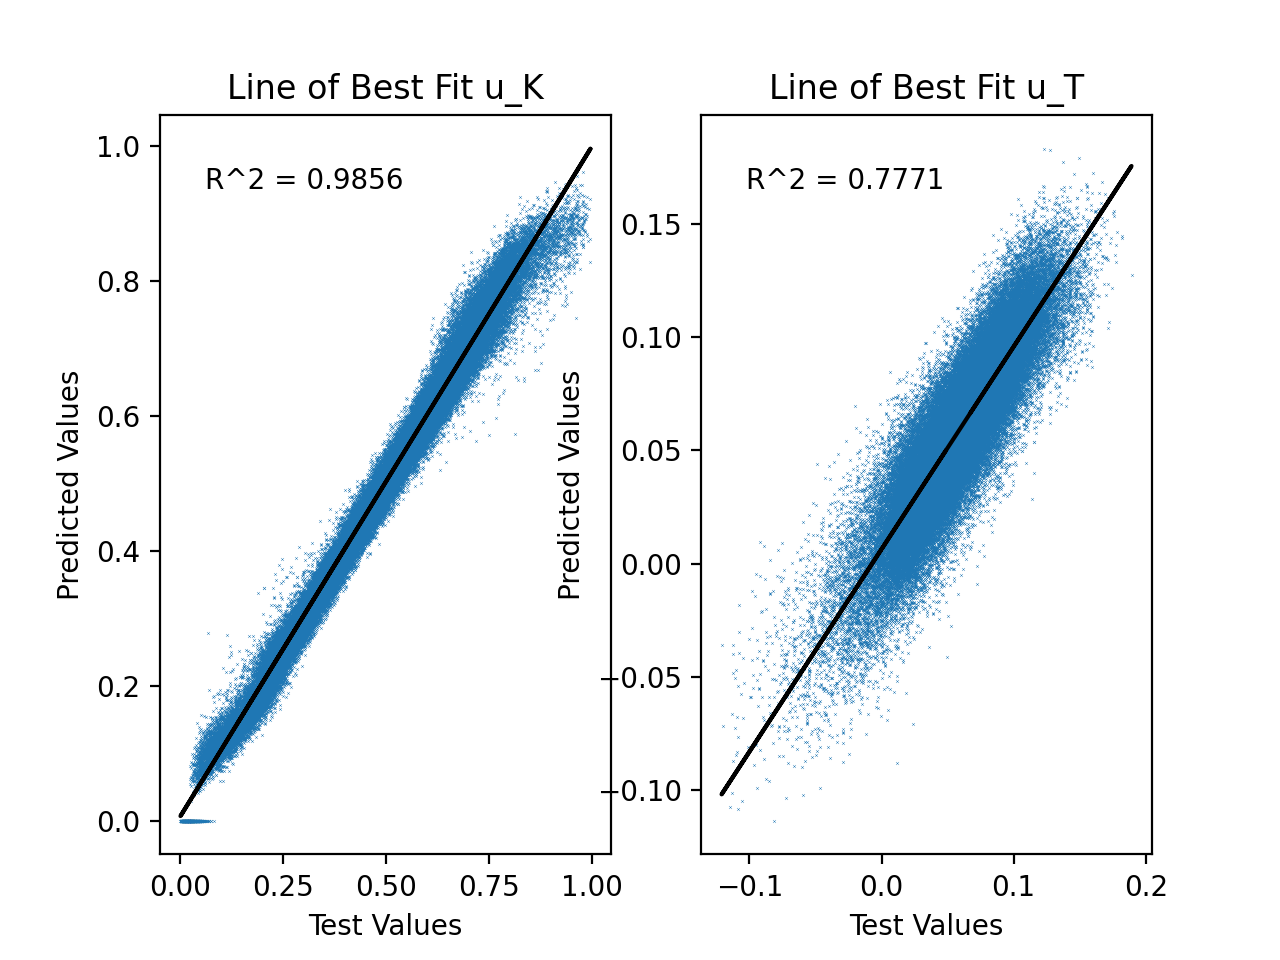 Line of Best Fit u_K
R^2 = 0.9856
Predicted Values
1.0
0.8
0.6
0.4
0.2
0.0
0.00 0.25 0.50 0.75 1.00
Test Values
Line of Best Fit u_T
R^2 = 0.7771
Predicted Values
0.15
0.10
0.05
0.00
−0.05
−0.10
−0.1 0.0 0.1 0.2
Test Values